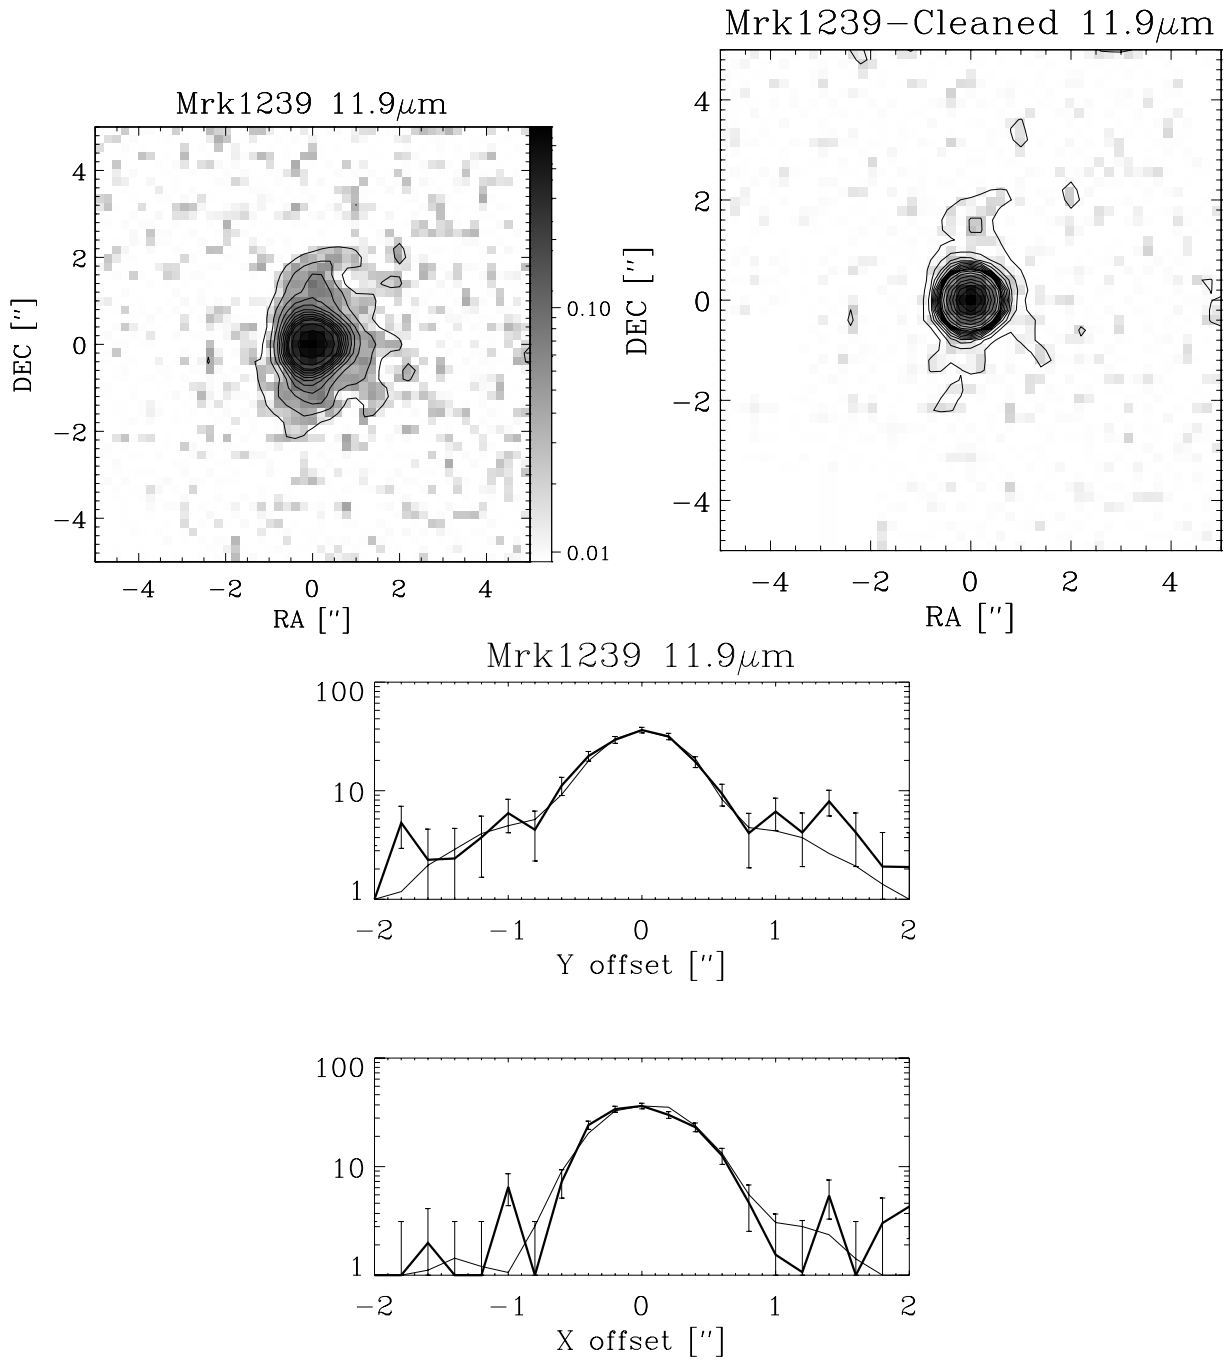 Mrk1239−Cleaned 11.9μm
Mrk1239 11.9μm
4
2
0
−2
−4
DEC ["]
−4 −2 0 2 4
RA ["]
0.10
0.01
4
2
0
−2
−4
DEC ["]
−4 −2 0 2 4
RA ["]
Mrk1239 11.9μm
100
10
1
−2 −1 0 1 2
Y offset ["]
100
10
1
−2 −1 0 1 2
X offset ["]